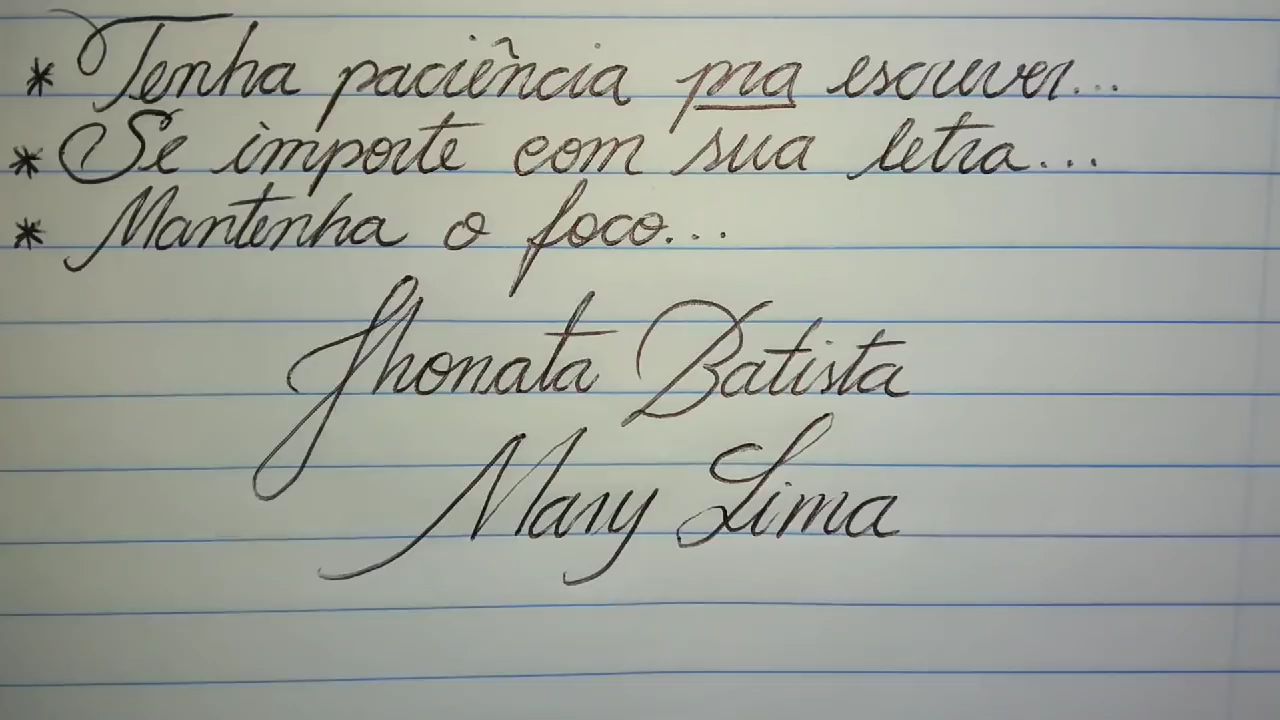 * Tenha paciência pra escrever...
* Se importe com sua letra...
* Mantenha o foco...
Jhonata Batista
Mary Lima